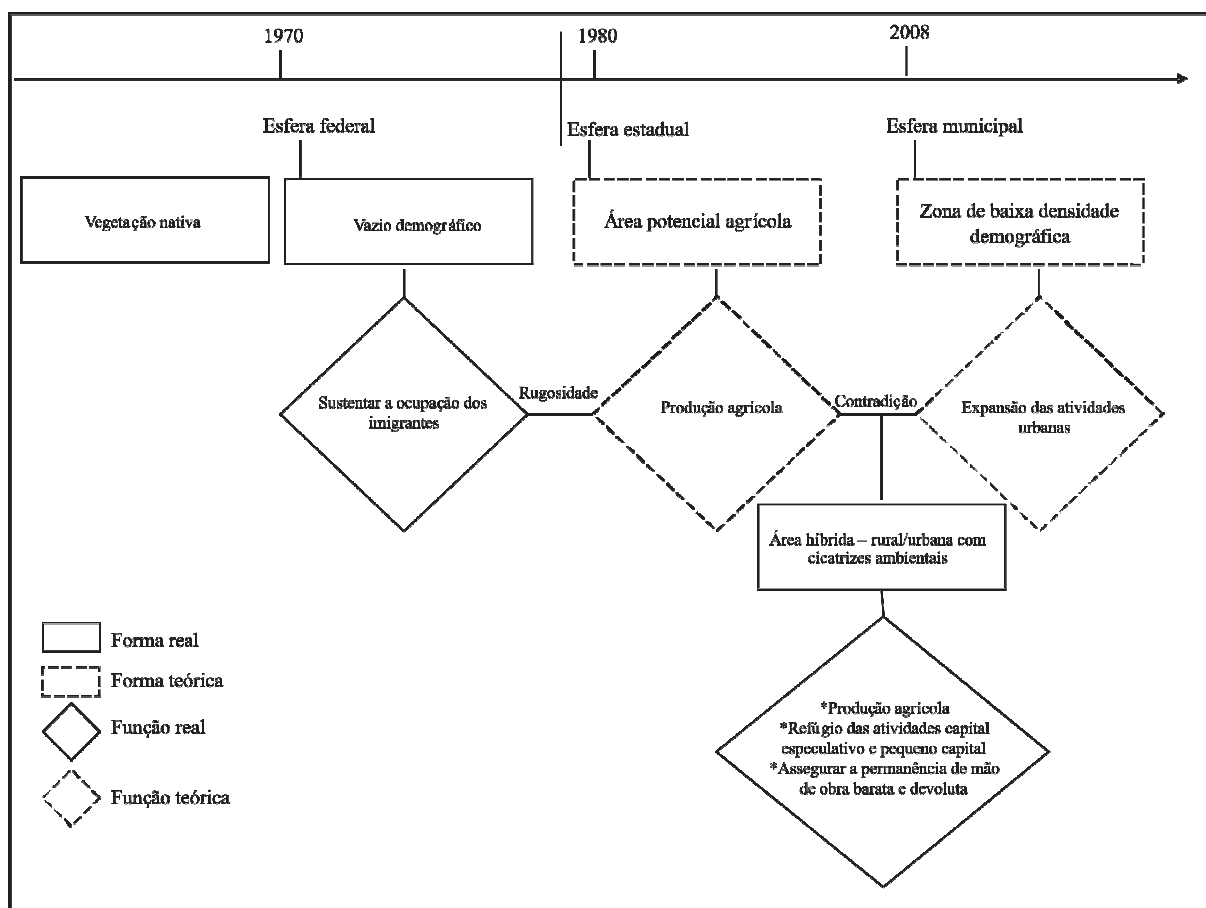 1970
1980
2008
Esfera federal
Esfera estadual
Esfera municipal
Vegetação nativa
Vazio demográfico
Área potencial agrícola
Zona de baixa densidade
demográfica
Sustentar a ocupação dos
imigrantes
Rugosidade
Produção agrícola
Contradição
Expansão das atividades
urbanas
Área híbrida – rural/urbana com
cicatrizes ambientais
*Produção agrícola
*Refúgio das atividades capital
especulativo e pequeno capital
*Assegurar a permanência de mão
de obra barata e devoluta
Forma real
Forma teórica
Função real
Função teórica